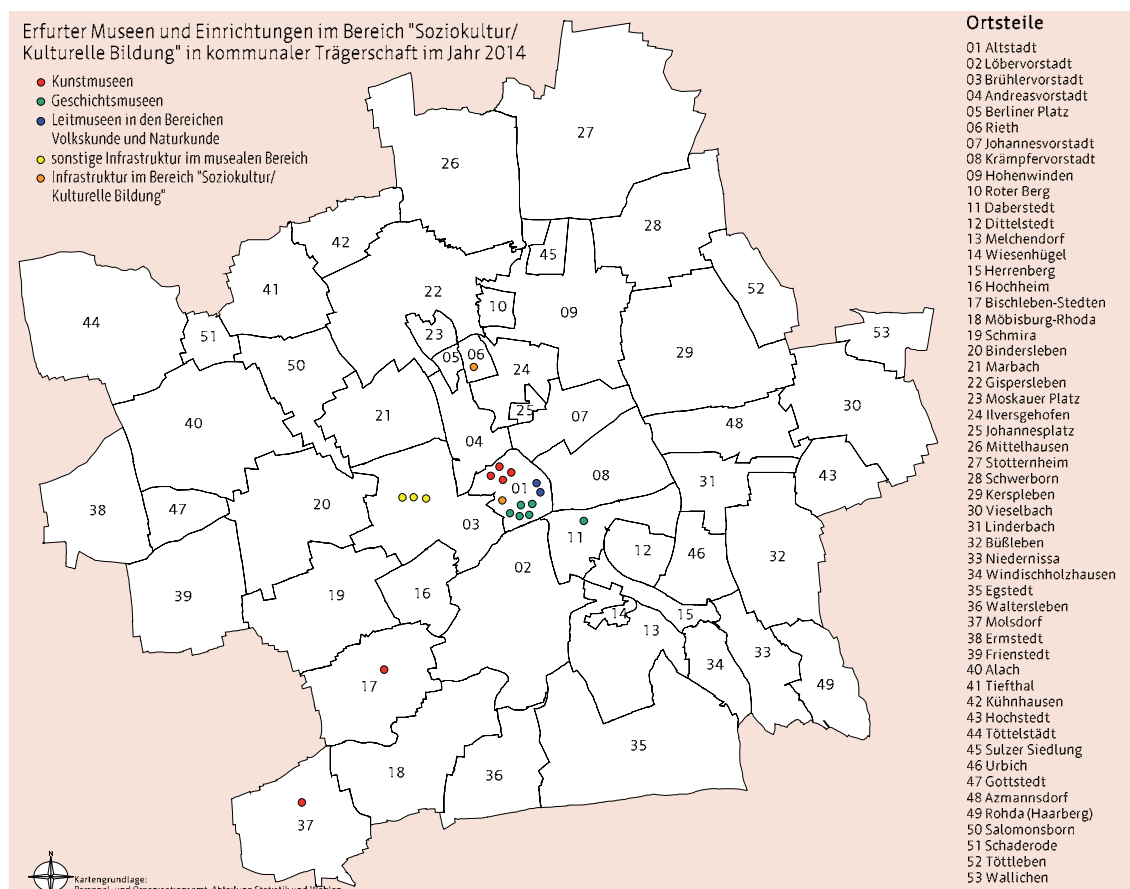 Erfurter Museen und Einrichtungen im Bereich "Soziokultur/
Kulturelle Bildung" in kommunaler Trägerschaft im Jahr 2014
Kunstmuseen
Geschichtsmuseen
Leitmuseen in den Bereichen
Volkskunde und Naturkunde
sonstige Infrastruktur im musealen Bereich
Infrastruktur im Bereich "Soziokultur/
Kulturelle Bildung"
27
26
28
42
45
41
52
22
10
09
44
53
51
23
05
06
29
50
24
30
25
21
07
40
48
04
43
08
31
01
38
47
20
03
11
12
46
32
02
16
39
19
14
15
13
33
34
17
49
35
18
36
37
Kartengrundlage:
Ortsteile
01 Altstadt
02 Löbervorstadt
03 Brühlervorstadt
04 Andreasvorstadt
05 Berliner Platz
06 Rieth
07 Johannesvorstadt
08 Krämpfervorstadt
09 Hohenwinden
10 Roter Berg
11 Daberstedt
12 Dittelstedt
13 Melchendorf
14 Wiesenhügel
15 Herrenberg
16 Hochheim
17 Bischleben-Stedten
18 Möbisburg-Rhoda
19 Schmira
20 Bindersleben
21 Marbach
22 Gispersleben
23 Moskauer Platz
24 Ilversgehofen
25 Johannesplatz
26 Mittelhausen
27 Stotternheim
28 Schwerborn
29 Kerspleben
30 Vieselbach
31 Linderbach
32 Büßleben
33 Niedernissa
34 Windischholzhausen
35 Egstedt
36 Waltersleben
37 Molsdorf
38 Ermstedt
39 Frienstedt
40 Alach
41 Tiefthal
42 Kühnhausen
43 Hochstedt
44 Töttelstädt
45 Sulzer Siedlung
46 Urbich
47 Gottstedt
48 Azmannsdorf
49 Rohda (Haarberg)
50 Salomonsborn
51 Schaderode
52 Töttleben
53 Wallichen